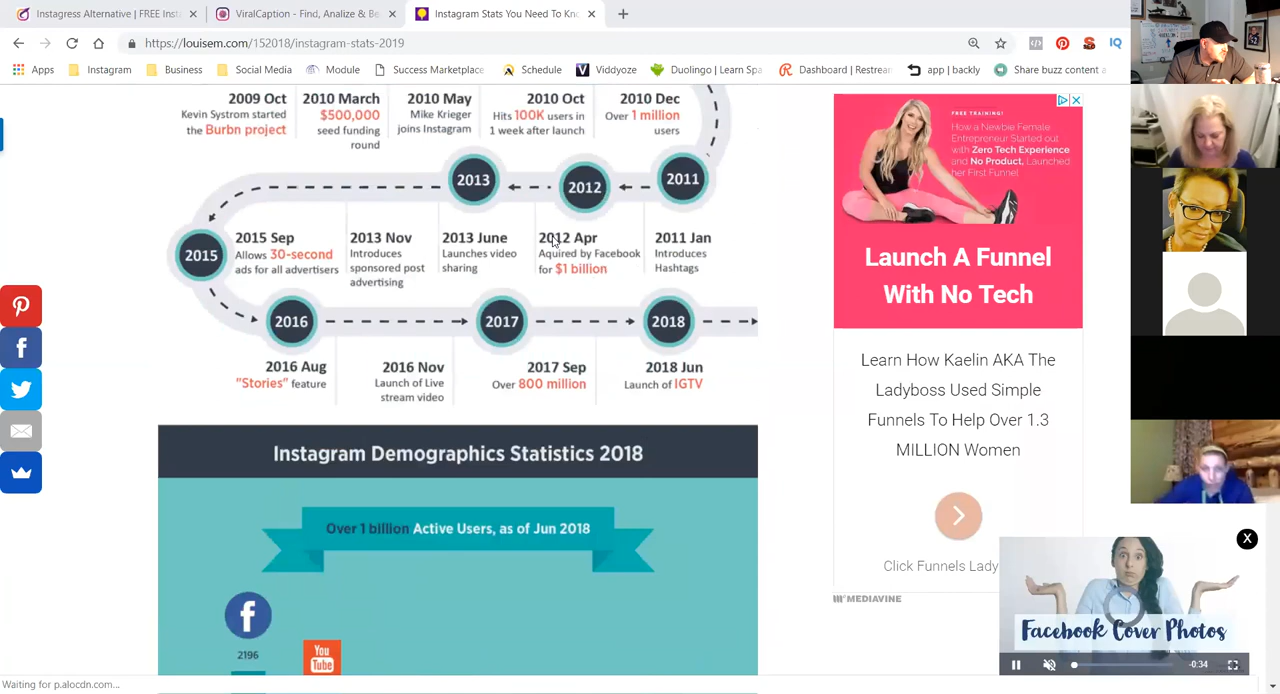 Instagress Alternative | FREE Inst
ViralCaption - Find, Analize & Be
Instagram Stats You Need To Kno
https://louisem.com/152018/instagram-stats-2019
Apps
Instagram
Business
Social Media
Module
Success Marketplace
Schedule
Viddyoze
Duolingo | Learn Spa
Dashboard | Restrea
app | backly
Share buzz content a
IQ
2009 Oct
Kevin Systrom started
the Burbn project
2010 March
$500,000
seed funding
round
2010 May
Mike Krieger
joins Instagram
2010 Oct
Hits 100K users in
1 week after launch
2010 Dec
Over 1 million
users
2013
2012
2011
2015
2015 Sep
Allows 30-second
ads for all advertisers
2013 Nov
Introduces
sponsored post
advertising
2013 June
Launches video
sharing
2012 Apr
Aquired by Facebook
for $1 billion
2011 Jan
Introduces
Hashtags
2016
2017
2018
2016 Aug
"Stories" feature
2016 Nov
Launch of Live
stream video
2017 Sep
Over 800 million
2018 Jun
Launch of IGTV
Instagram Demographics Statistics 2018
Over 1 billion Active Users, as of Jun 2018
2196
You
Tube
FREE TRAINING!
How a Newbie Female
Entrepreneur Started out
with Zero Tech Experience
and No Product, Launched
her First Funnel
Launch A Funnel
With No Tech
Learn How Kaelin AKA The
Ladyboss Used Simple
Funnels To Help Over 1.3
MILLION Women
Click Funnels Lady
MEDIAVINE
X
Facebook Cover Photos
-0:34
Waiting for p.alocdn.com...